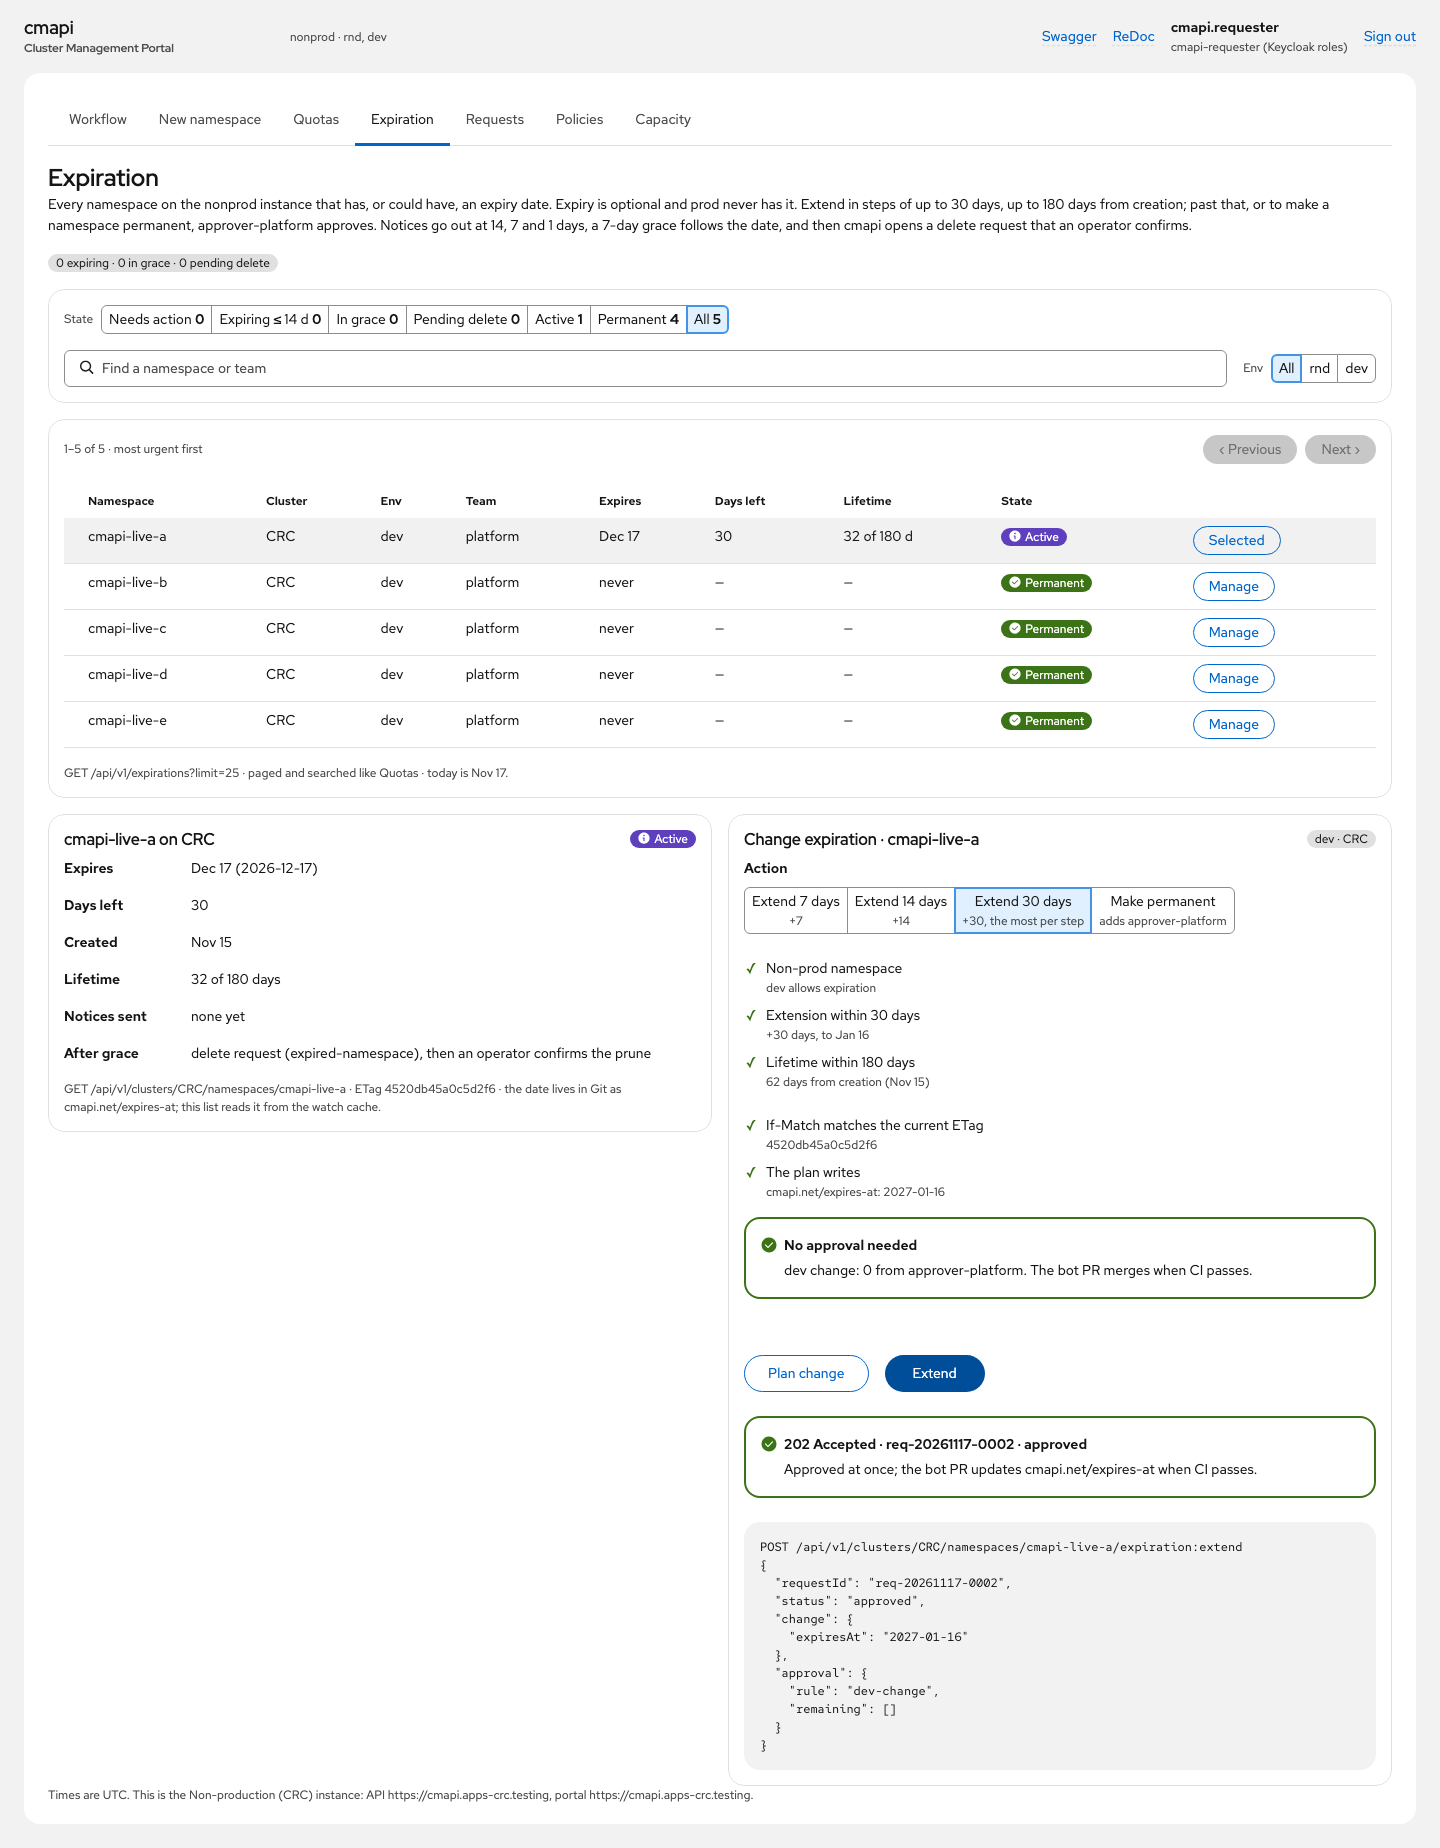 cmapi
Cluster Management Portal
nonprod · rnd, dev
Swagger
ReDoc
cmapi.requester
cmapi-requester (Keycloak roles)
Sign out
Workflow
New namespace
Quotas
Expiration
Requests
Policies
Capacity
Expiration
Every namespace on the nonprod instance that has, or could have, an expiry date. Expiry is optional and prod never has it. Extend in steps of up to 30 days, up to 180 days from creation; past that, or to make a
namespace permanent, approver-platform approves. Notices go out at 14, 7 and 1 days, a 7-day grace follows the date, and then cmapi opens a delete request that an operator confirms.
0 expiring · 0 in grace · 0 pending delete
State Needs action 0 Expiring ≤ 14 d 0 In grace 0 Pending delete 0 Active 1 Permanent 4 All 5
Find a namespace or team
Env All rnd dev
1–5 of 5 · most urgent first
‹ Previous Next ›
Namespace Cluster Env Team Expires Days left Lifetime State
cmapi-live-a CRC dev platform Dec 17 30 32 of 180 d Active Selected
cmapi-live-b CRC dev platform never — — Permanent Manage
cmapi-live-c CRC dev platform never — — Permanent Manage
cmapi-live-d CRC dev platform never — — Permanent Manage
cmapi-live-e CRC dev platform never — — Permanent Manage
GET /api/v1/expirations?limit=25 · paged and searched like Quotas · today is Nov 17.
cmapi-live-a on CRC Active
Expires Dec 17 (2026-12-17)
Days left 30
Created Nov 15
Lifetime 32 of 180 days
Notices sent none yet
After grace delete request (expired-namespace), then an operator confirms the prune
GET /api/v1/clusters/CRC/namespaces/cmapi-live-a · ETag 4520db45a0c5d2f6 · the date lives in Git as
cmapi.net/expires-at; this list reads it from the watch cache.
Change expiration · cmapi-live-a dev · CRC
Action
Extend 7 days Extend 14 days Extend 30 days Make permanent
+7 +14 +30, the most per step adds approver-platform
✓ Non-prod namespace
dev allows expiration
✓ Extension within 30 days
+30 days, to Jan 16
✓ Lifetime within 180 days
62 days from creation (Nov 15)
✓ If-Match matches the current ETag
4520db45a0c5d2f6
✓ The plan writes
cmapi.net/expires-at: 2027-01-16
No approval needed
dev change: 0 from approver-platform. The bot PR merges when CI passes.
Plan change Extend
202 Accepted · req-20261117-0002 · approved
Approved at once; the bot PR updates cmapi.net/expires-at when CI passes.
POST /api/v1/clusters/CRC/namespaces/cmapi-live-a/expiration:extend
{
  "requestId": "req-20261117-0002",
  "status": "approved",
  "change": {
    "expiresAt": "2027-01-16"
  },
  "approval": {
    "rule": "dev-change",
    "remaining": []
  }
}
Times are UTC. This is the Non-production (CRC) instance: API https://cmapi.apps-crc.testing, portal https://cmapi.apps-crc.testing.